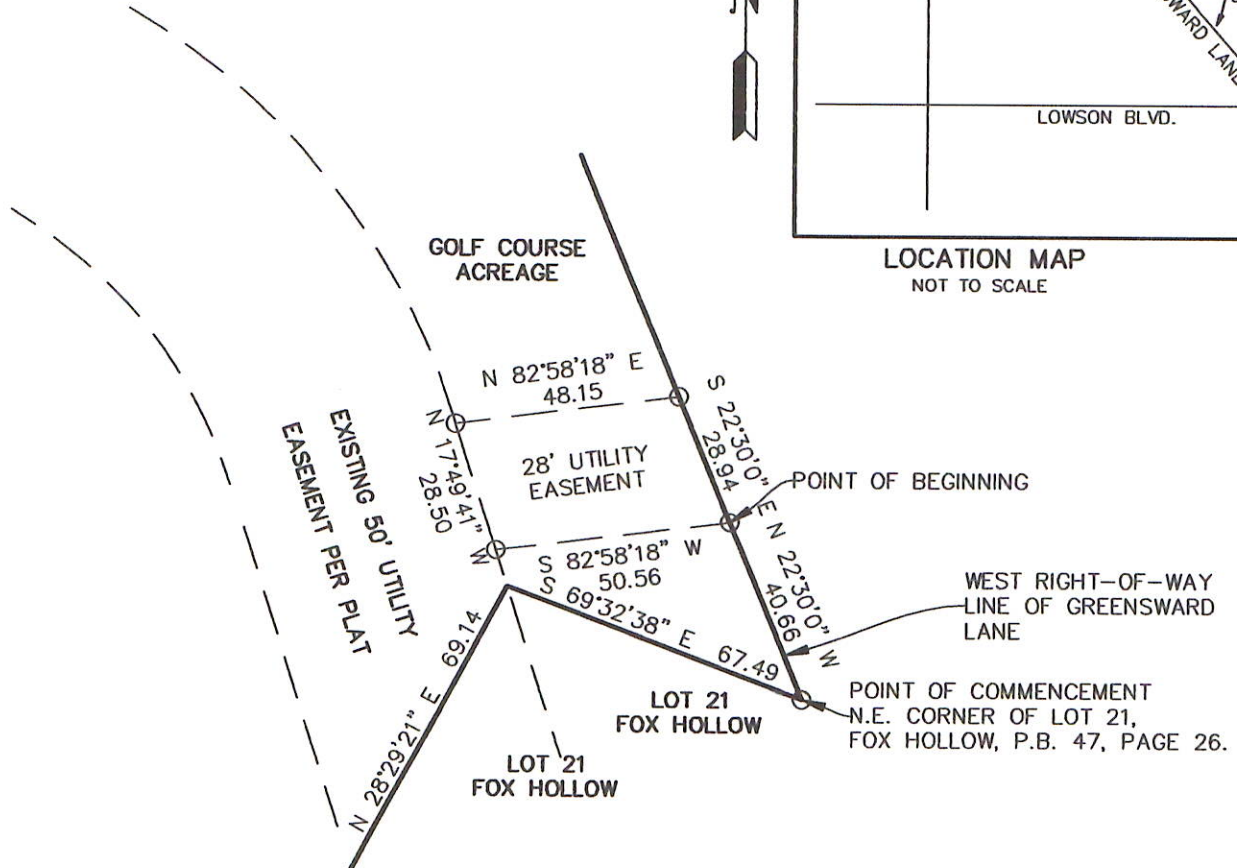 N
WARD LANE
LOWSON BLVD.
LOCATION MAP
NOT TO SCALE
GOLF COURSE
ACREAGE
N 82°58'18" E
48.15
S 22°30'0" E
28.94
N 17°49'41" W
28.50
28' UTILITY
EASEMENT
EXISTING 50' UTILITY
EASEMENT PER PLAT
POINT OF BEGINNING
S 82°58'18" W
50.56
N 22°30'0" W
40.66
WEST RIGHT-OF-WAY
LINE OF GREENSWARD
LANE
S 69°32'38" E 67.49
N 28°29'21" E 69.14
LOT 21
FOX HOLLOW
POINT OF COMMENCEMENT
N.E. CORNER OF LOT 21,
FOX HOLLOW, P.B. 47, PAGE 26.
LOT 21
FOX HOLLOW